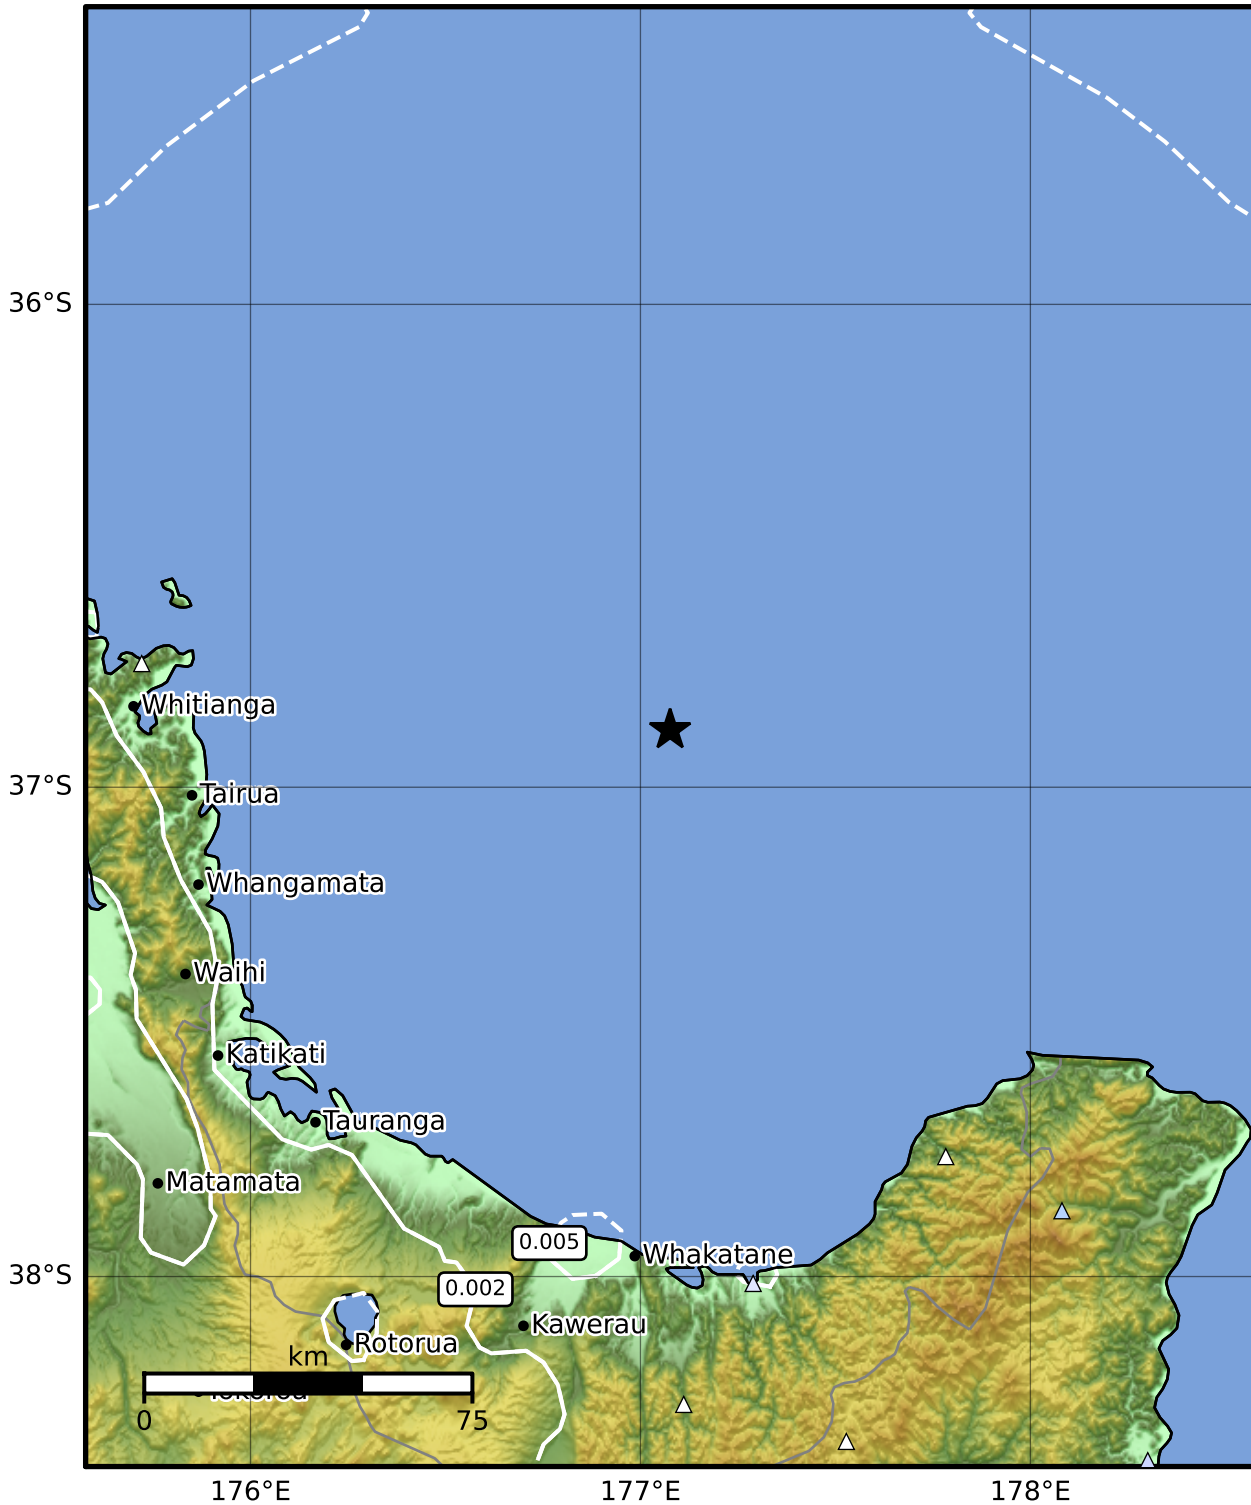 36°S
Whitianga
37°S
Tairua
Whangamata
Waihi
Katikati
Tauranga
Matamata
0.005
Whakatane
38°S
0.002
Kawerau
Rotorua
km
0
75
176°E
177°E
178°E